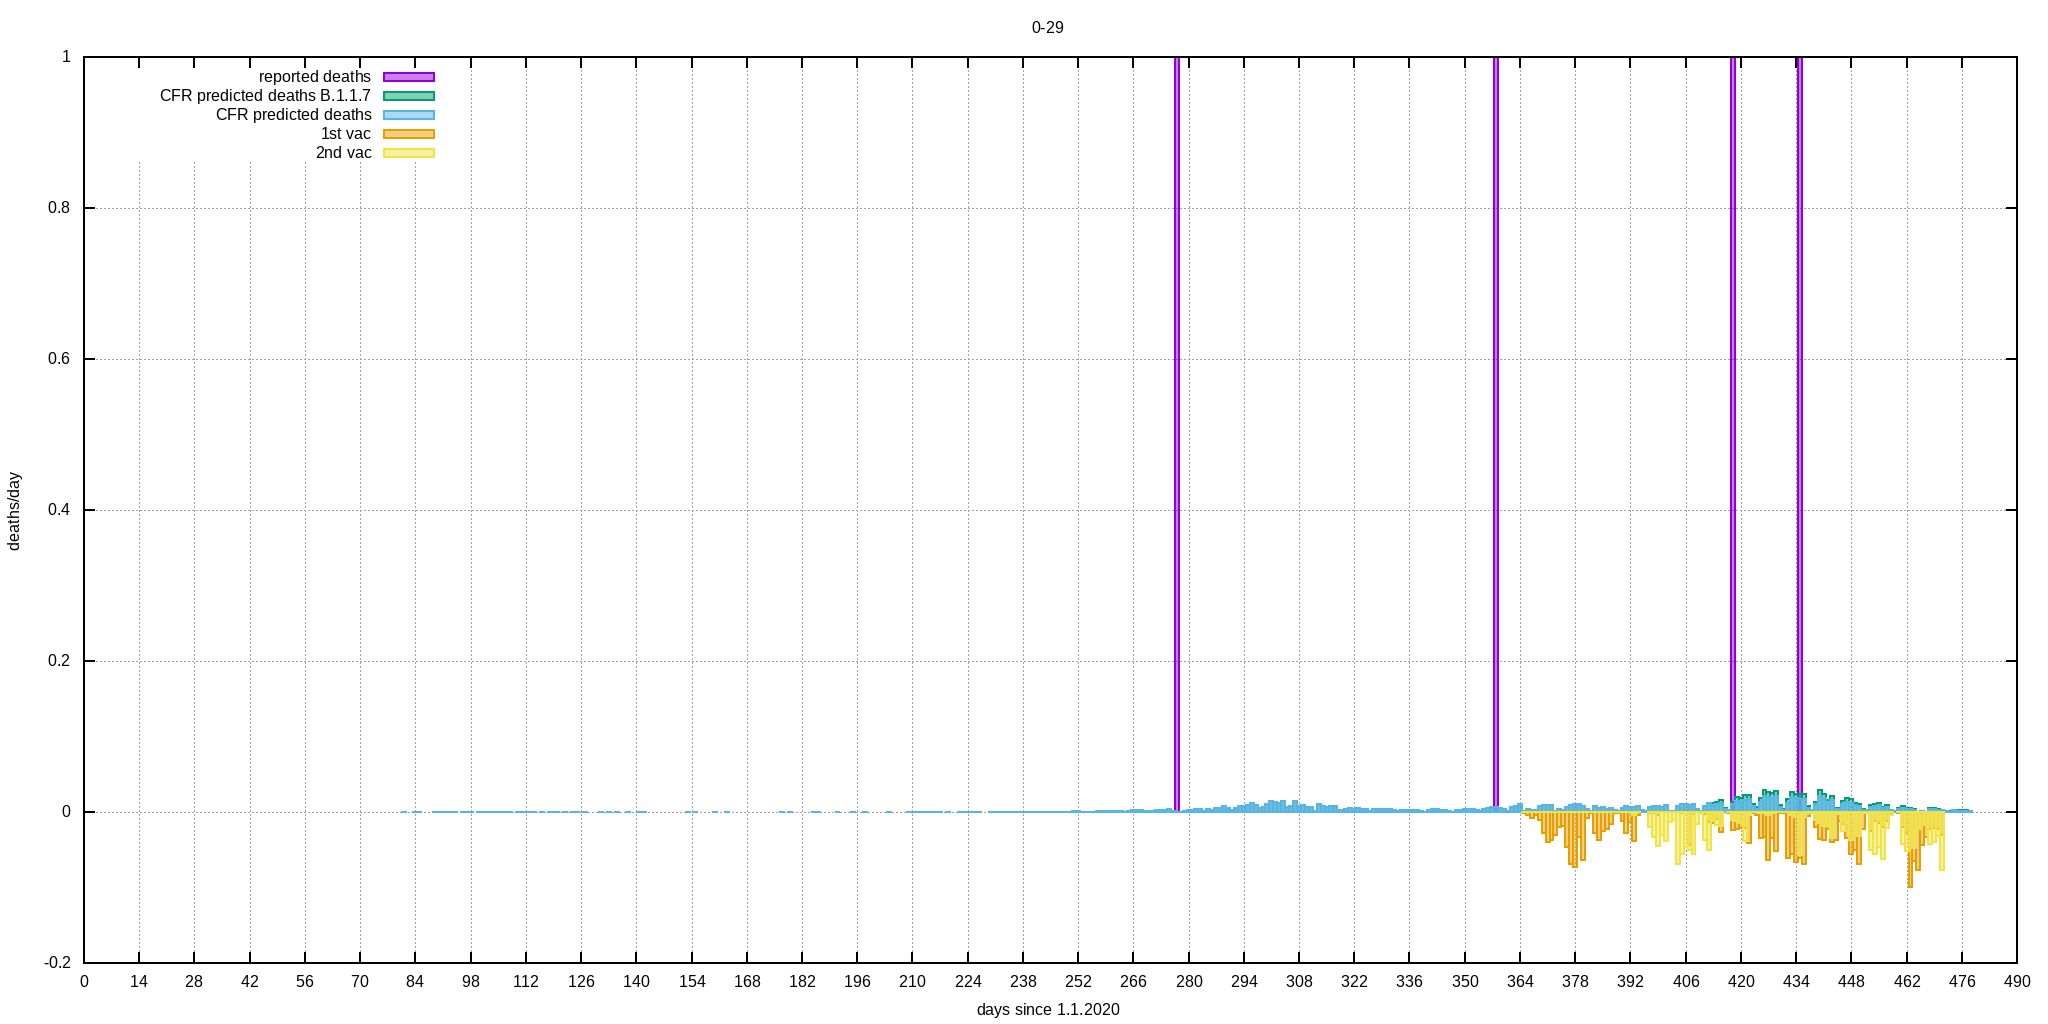 0-29
1
reported deaths
CFR predicted deaths B.1.1.7
CFR predicted deaths
1st vac
2nd vac
0.8
0.6
0.4
0.2
0
-0.2
deaths/day
0 14 28 42 56 70 84 98 112 126 140 154 168 182 196 210 224 238 252 266 280 294 308 322 336 350 364 378 392 406 420 434 448 462 476 490
days since 1.1.2020